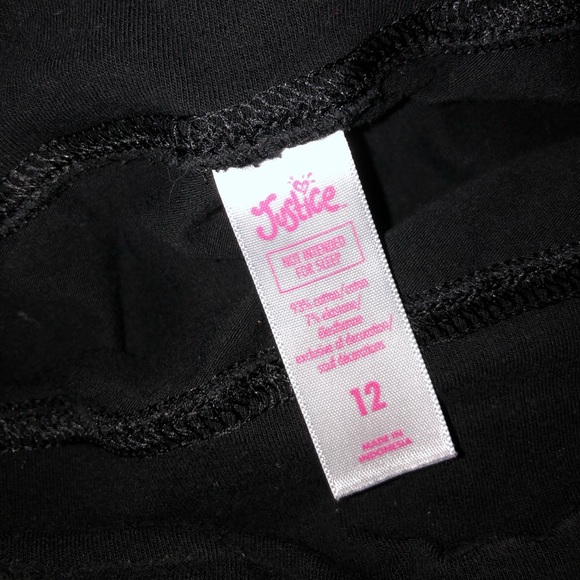 Justice
NOT INTENDED
FOR SLEEP
93% cotton/coton
7% elastane/
élasthanne
exclusive of decoration/
sauf décorations
12
MADE IN
INDONESIA